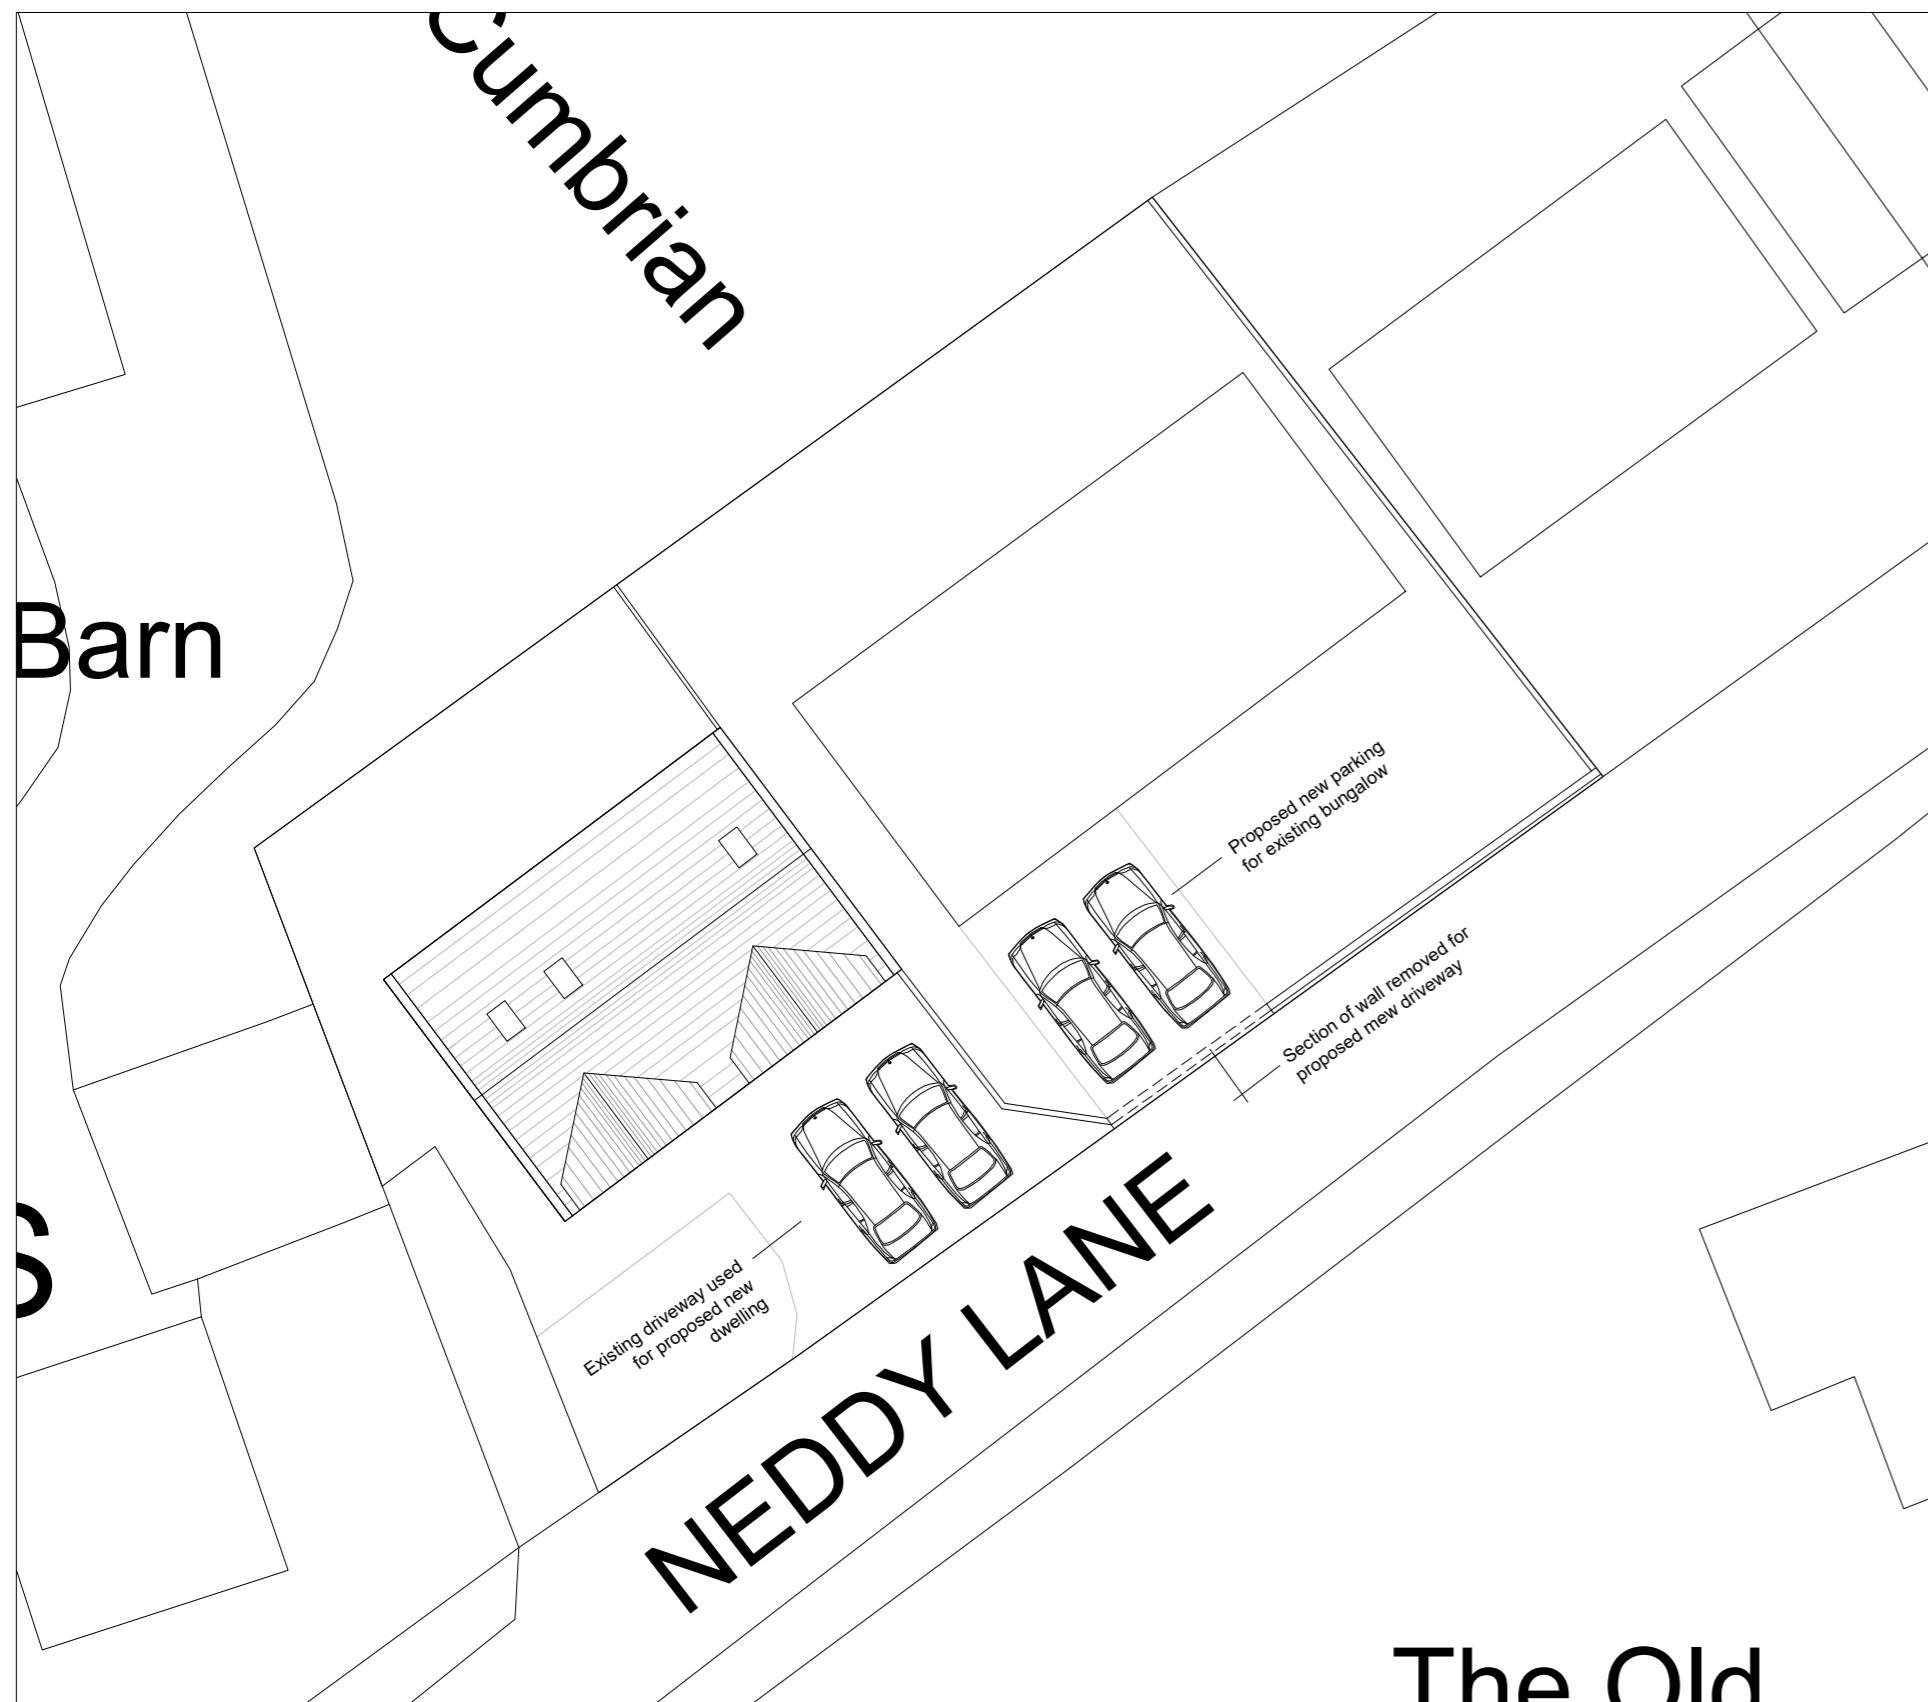 Cumbrian
Barn
Proposed new parking
for existing bungalow
Section of wall removed for
proposed mew driveway
S
Existing driveway used
for proposed new
dwelling
NEDDY LANE
The Old